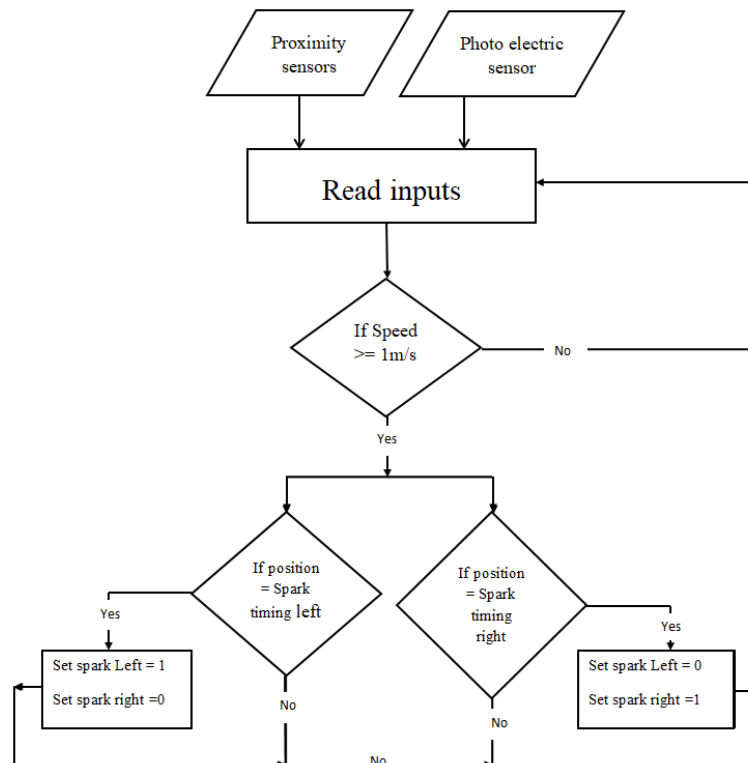 Proximity
sensors
Photo electric
sensor
Read inputs
If Speed
>= 1m/s
No
Yes
If position
= Spark
timing left
If position
= Spark
timing
right
Yes
Yes
Set spark Left = 1
Set spark right =0
Set spark Left = 0
Set spark right =1
No
No
No